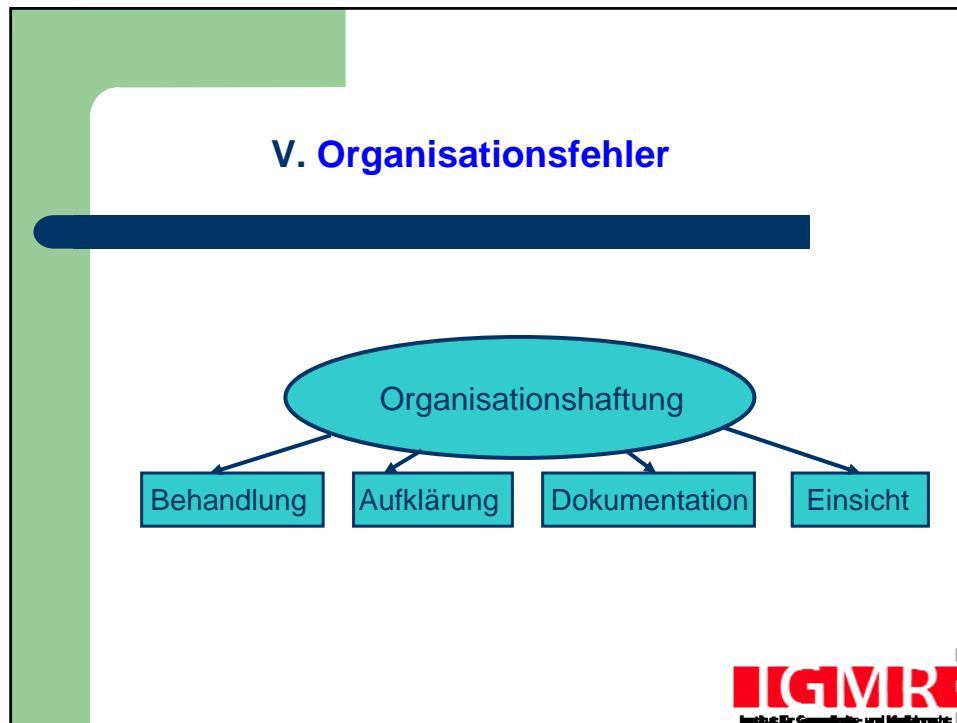 V. Organisationsfehler
Organisationshaftung
Behandlung Aufklärung Dokumentation Einsicht
IGMR